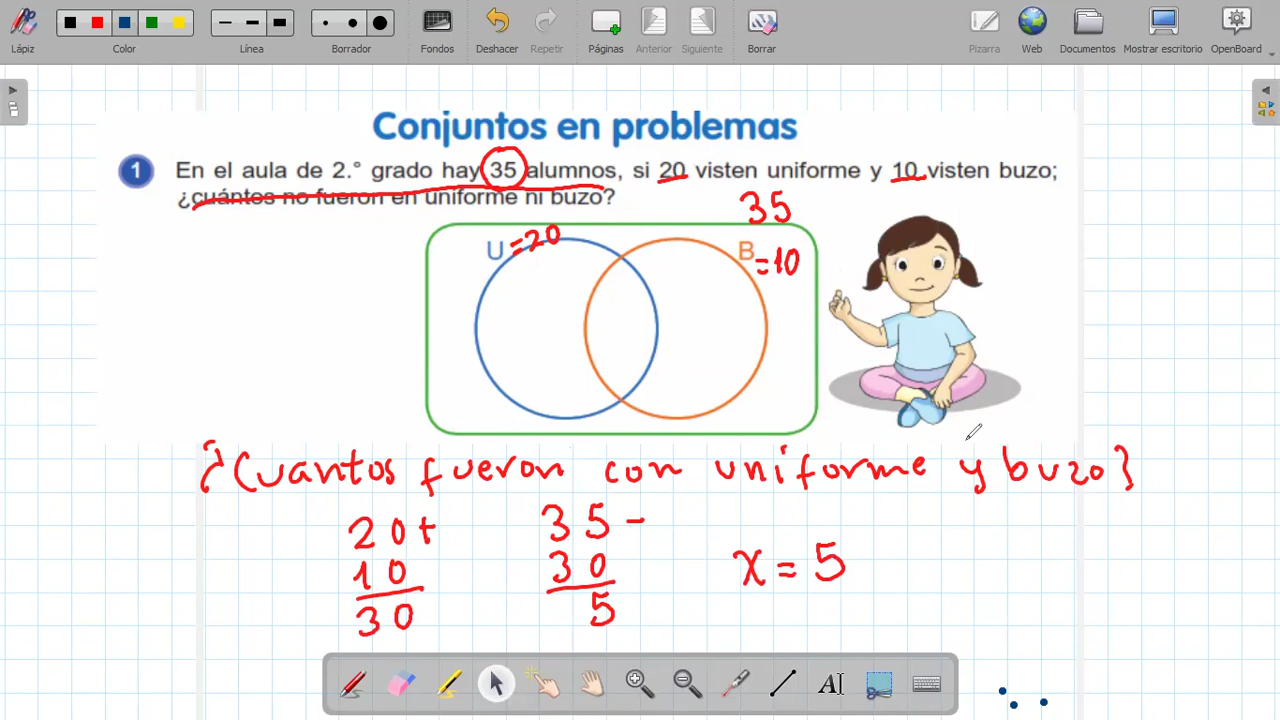 Lápiz Color Línea Borrador Fondos Deshacer Repetir Páginas Anterior Siguiente Borrar Pizarra Web Documentos Mostrar escritorio OpenBoard
Conjuntos en problemas
1 En el aula de 2.° grado hay 35 alumnos, si 20 visten uniforme y 10 visten buzo;
¿cuántos no fueron en uniforme ni buzo?
35
U =20
B
=10
¿Cuantos fueron con uniforme y buzo?
20+ 35-
10 30 x = 5
30 5
AI